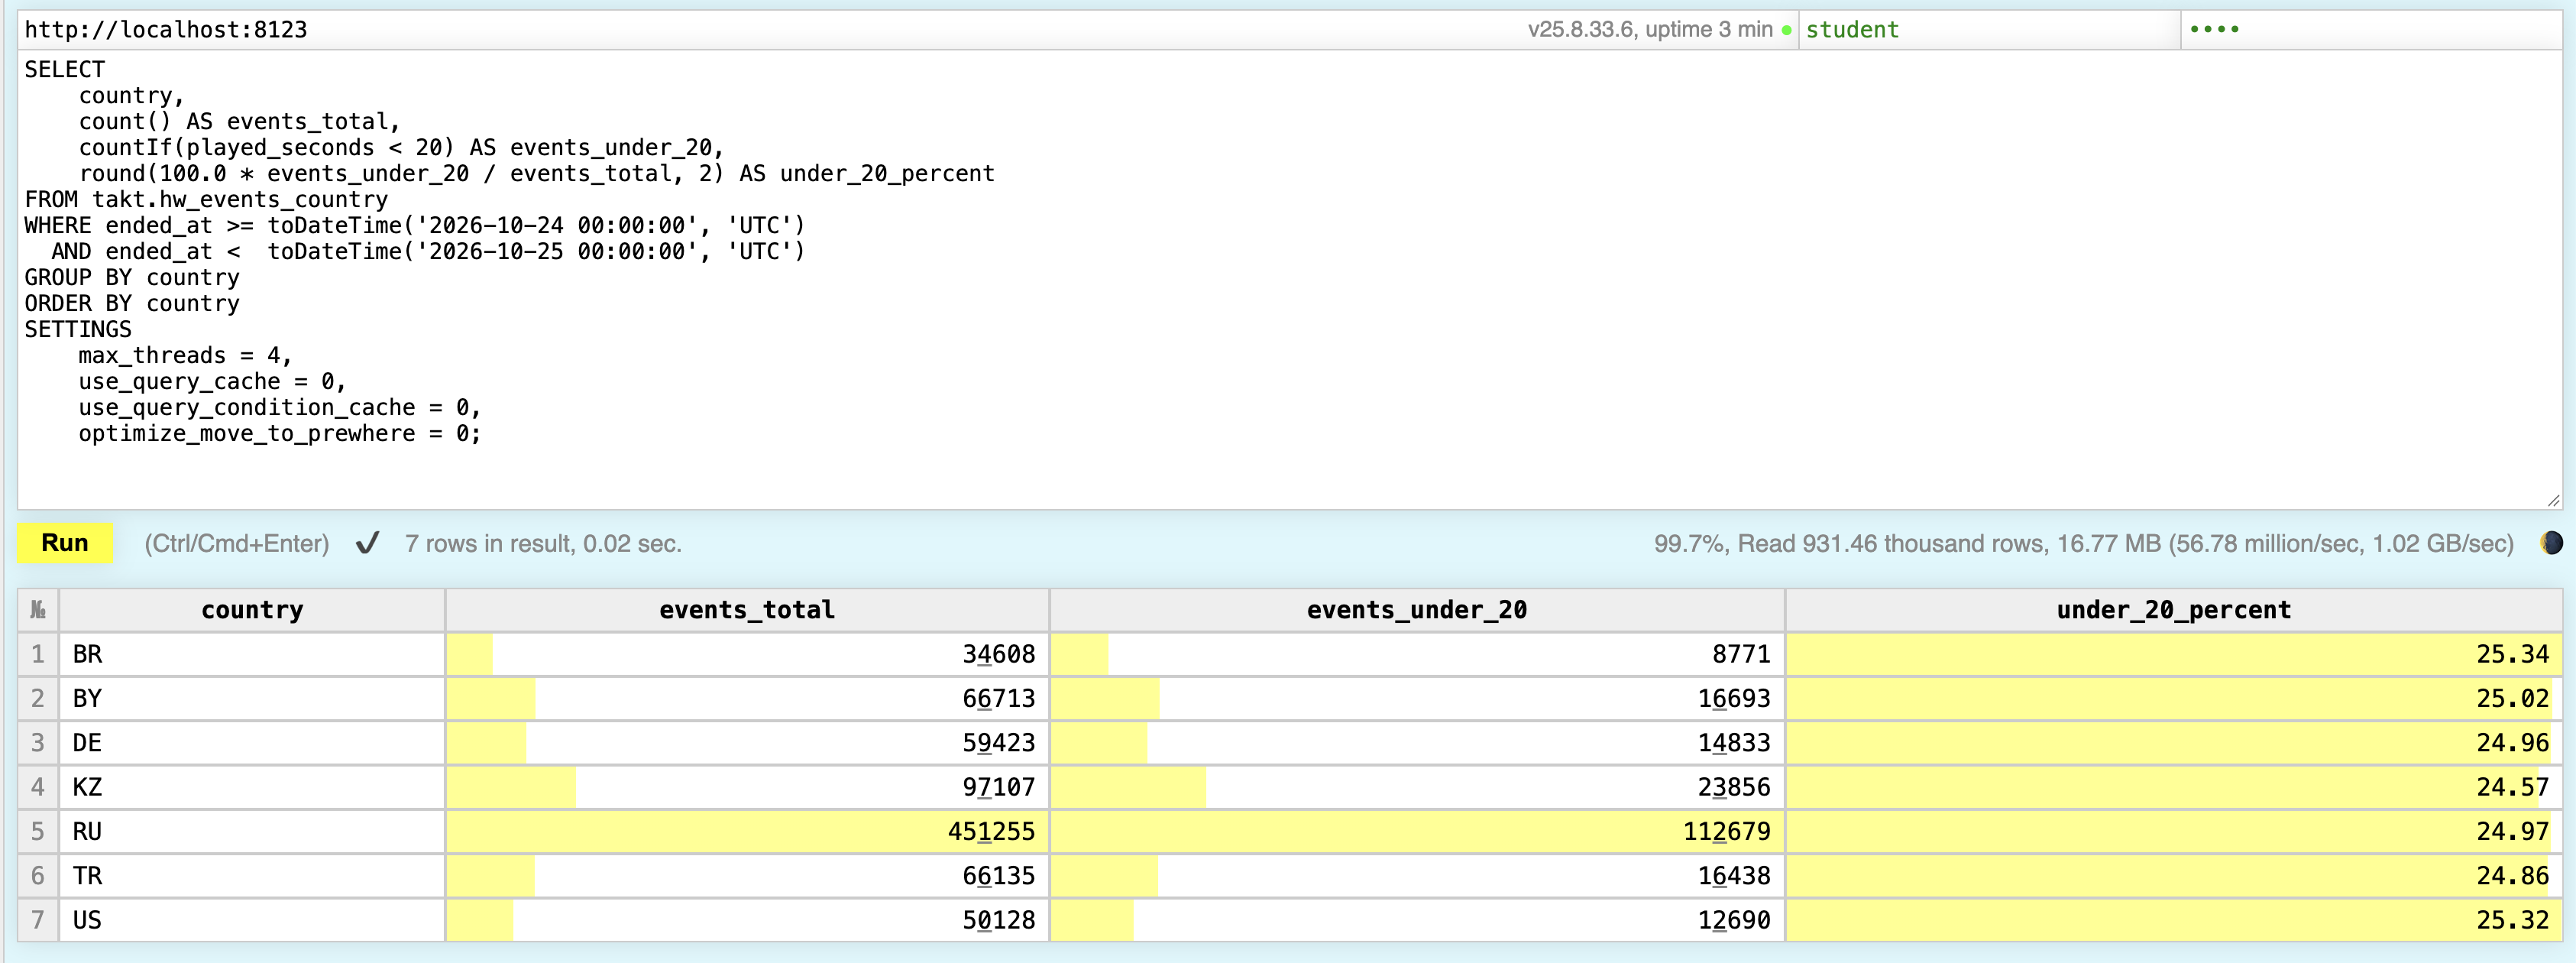 http://localhost:8123 v25.8.33.6, uptime 3 min student ••••
SELECT
    country,
    count() AS events_total,
    countIf(played_seconds < 20) AS events_under_20,
    round(100.0 * events_under_20 / events_total, 2) AS under_20_percent
FROM takt.hw_events_country
WHERE ended_at >= toDateTime('2026-10-24 00:00:00', 'UTC')
  AND ended_at <  toDateTime('2026-10-25 00:00:00', 'UTC')
GROUP BY country
ORDER BY country
SETTINGS
    max_threads = 4,
    use_query_cache = 0,
    use_query_condition_cache = 0,
    optimize_move_to_prewhere = 0;
Run (Ctrl/Cmd+Enter) ✔ 7 rows in result, 0.02 sec. 99.7%, Read 931.46 thousand rows, 16.77 MB (56.78 million/sec, 1.02 GB/sec)
№ country events_total events_under_20 under_20_percent
1 BR 34608 8771 25.34
2 BY 66713 16693 25.02
3 DE 59423 14833 24.96
4 KZ 97107 23856 24.57
5 RU 451255 112679 24.97
6 TR 66135 16438 24.86
7 US 50128 12690 25.32